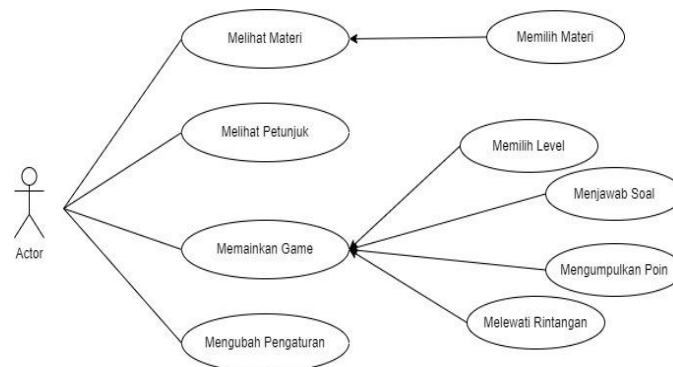 Melihat Materi
Memilih Materi
Melihat Petunjuk
Memilih Level
Menjawab Soal
Actor
Memainkan Game
Mengumpulkan Poin
Melewati Rintangan
Mengubah Pengaturan